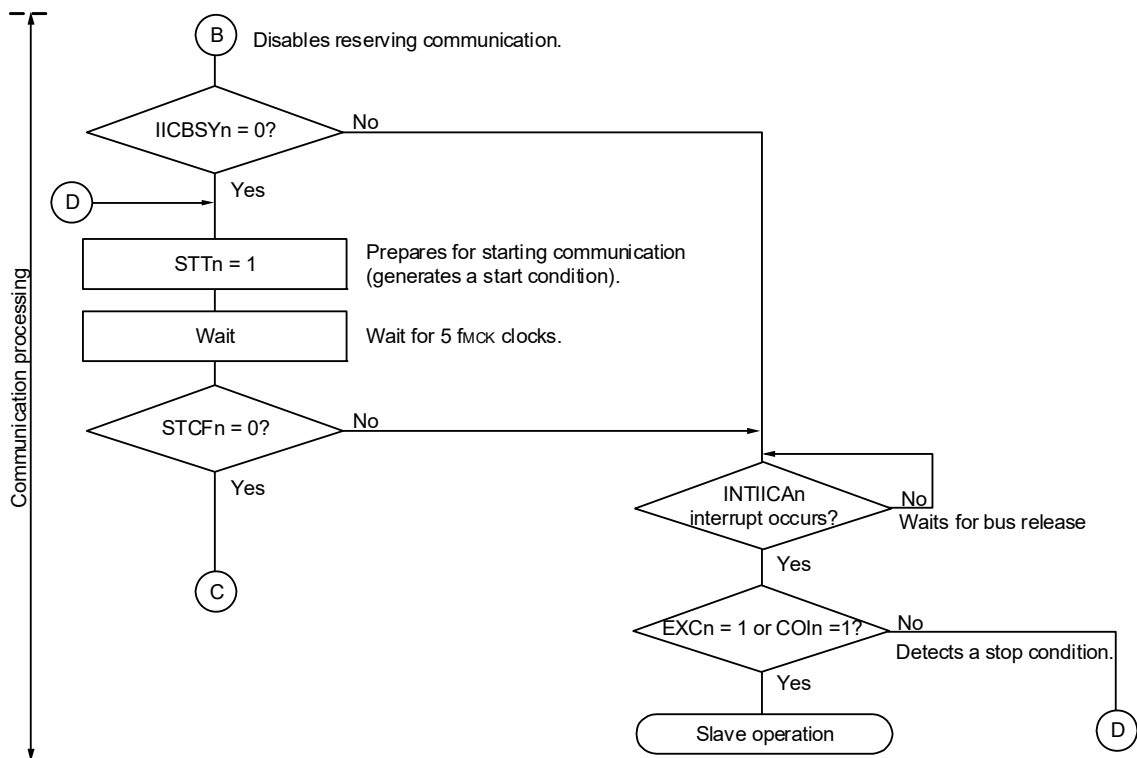 B
Disables reserving communication.
IICBSYn = 0?
No
Yes
D
STTn = 1
Prepares for starting communication
(generates a start condition).
Wait
Wait for 5 fMCK clocks.
STCFn = 0?
No
Yes
C
INTIICAn
interrupt occurs?
No
Waits for bus release
Yes
EXCn = 1 or COIn =1?
No
Detects a stop condition.
Yes
Slave operation
D
Communication processing